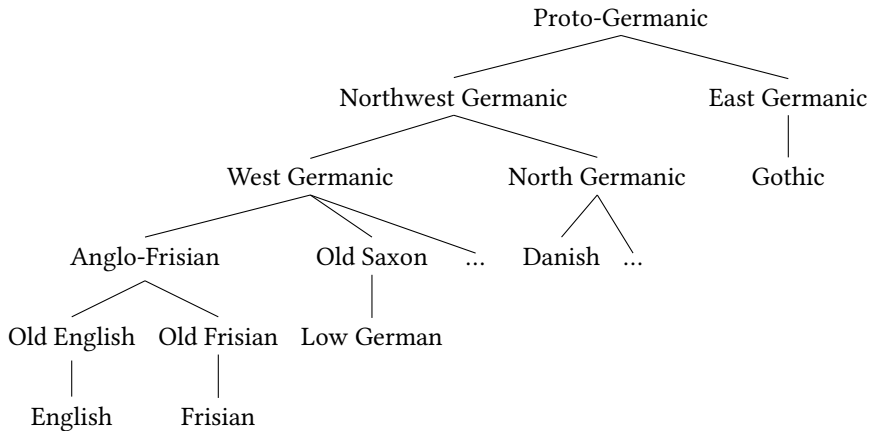 Proto-Germanic
Northwest Germanic East Germanic
West Germanic North Germanic Gothic
Anglo-Frisian Old Saxon ... Danish ...
Old English Old Frisian Low German
English Frisian